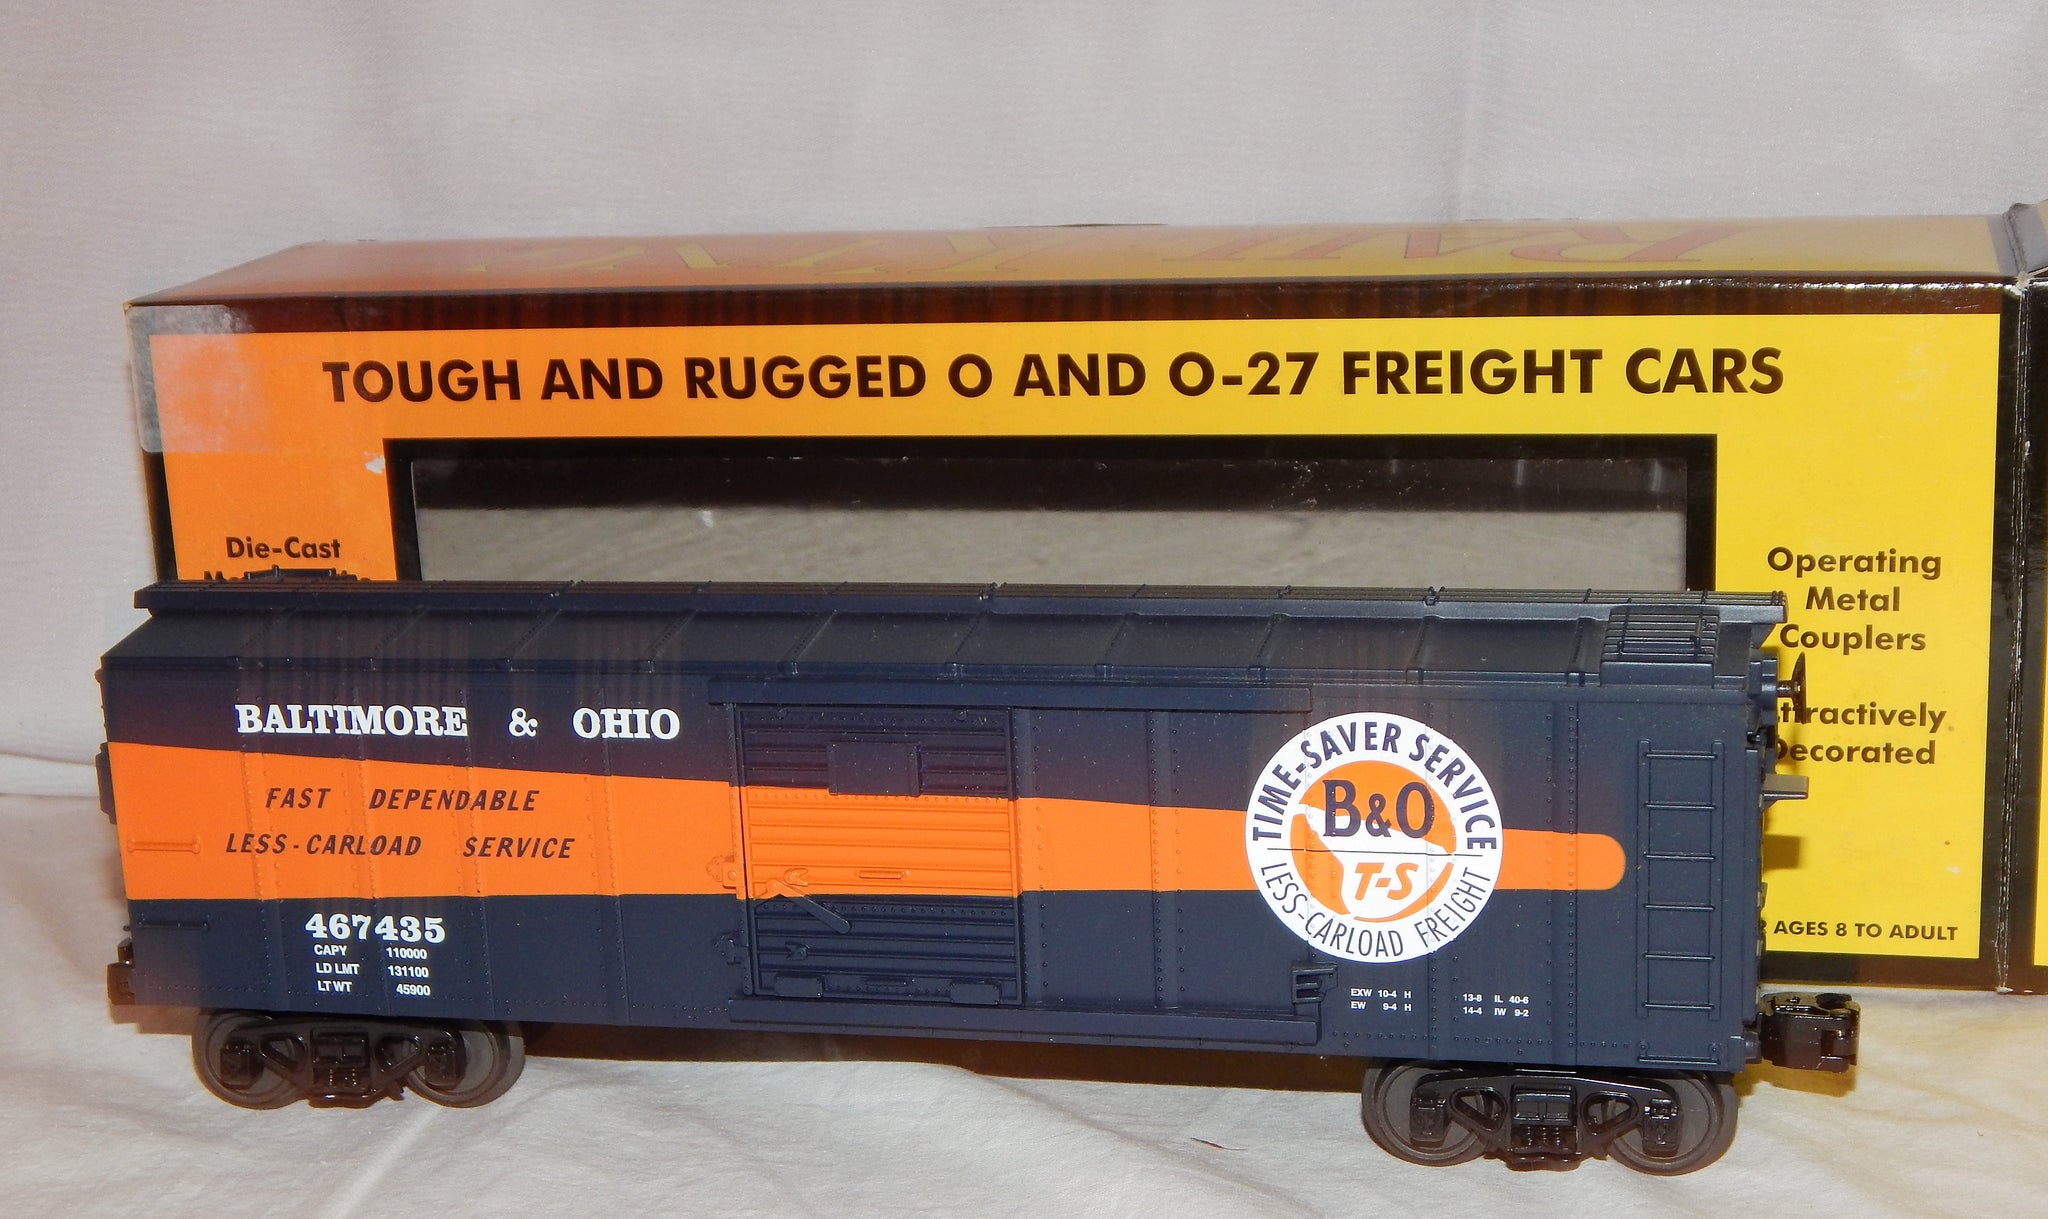 RAIL KING
TOUGH AND RUGGED O AND O-27 FREIGHT CARS
Die-Cast
Operating
Metal
Couplers
ttractively
Decorated
AGES 8 TO ADULT
BALTIMORE & OHIO
FAST DEPENDABLE
LESS-CARLOAD SERVICE
467435
CAPY 110000
LD LMT 131100
LT WT 45900
TIME-SAVER SERVICE
B&O
T-S
LESS-CARLOAD FREIGHT
EXW 10-4 H 13-8 IL 40-6
EW 9-4 H 14-4 IW 9-2